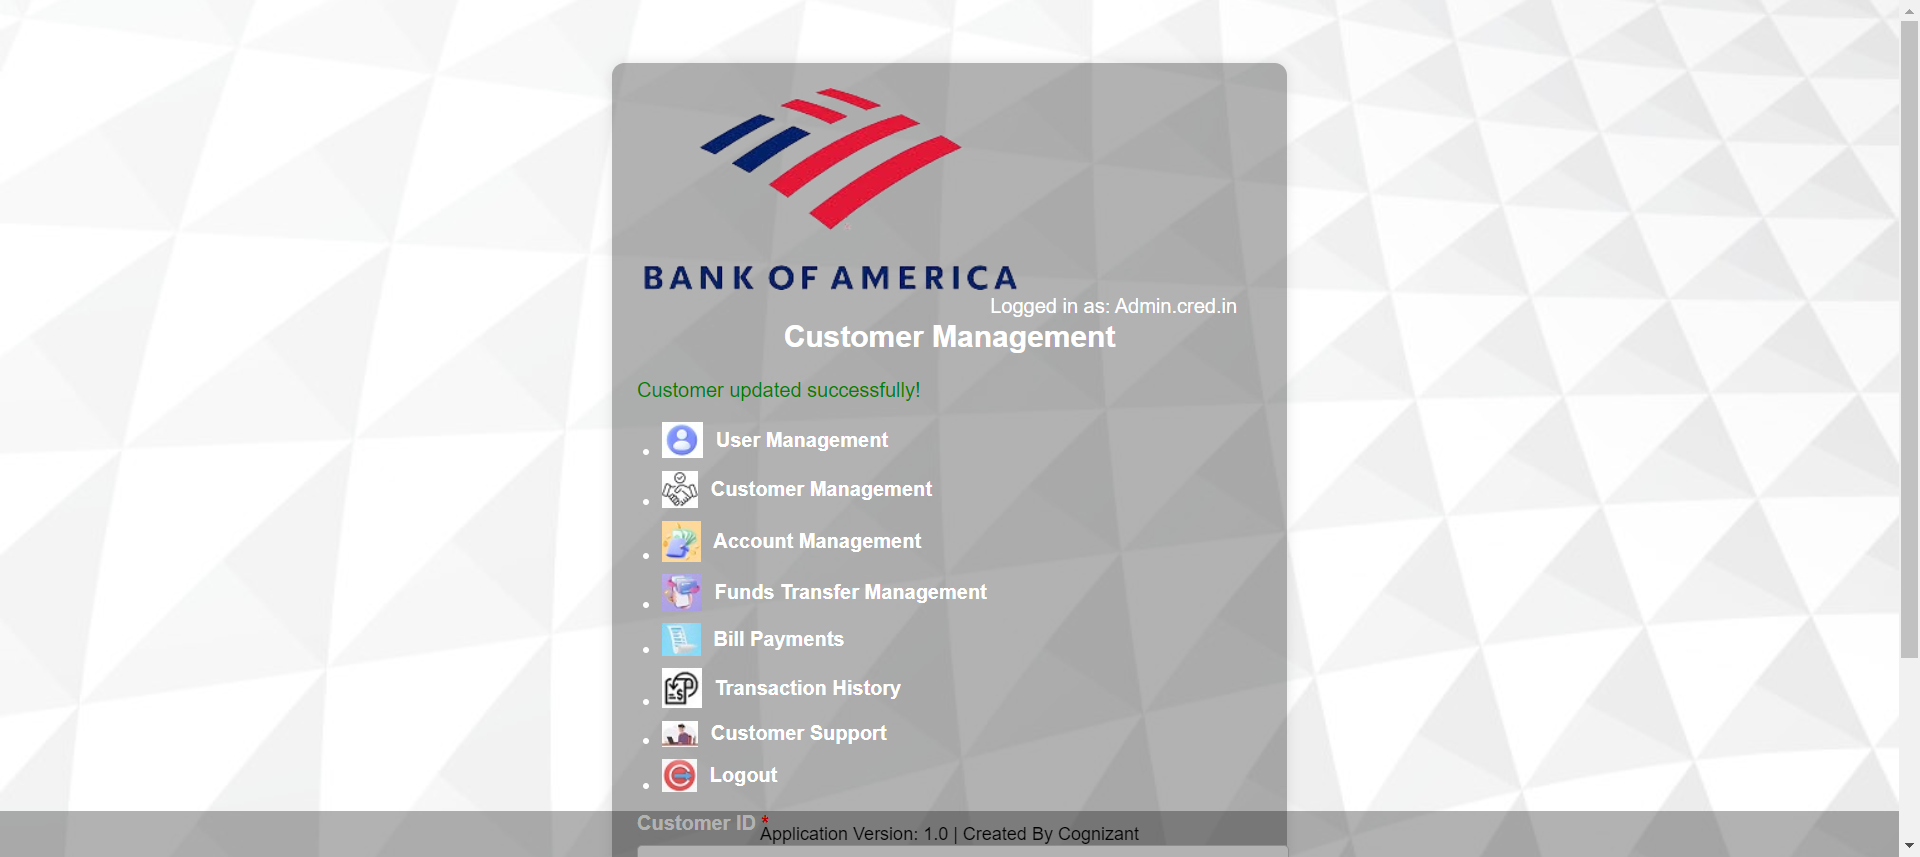 BANK OF AMERICA
Logged in as: Admin.cred.in
Customer Management
Customer updated successfully!
User Management
Customer Management
Account Management
Funds Transfer Management
Bill Payments
Transaction History
Customer Support
Logout
Customer ID *
Application Version: 1.0 | Created By Cognizant